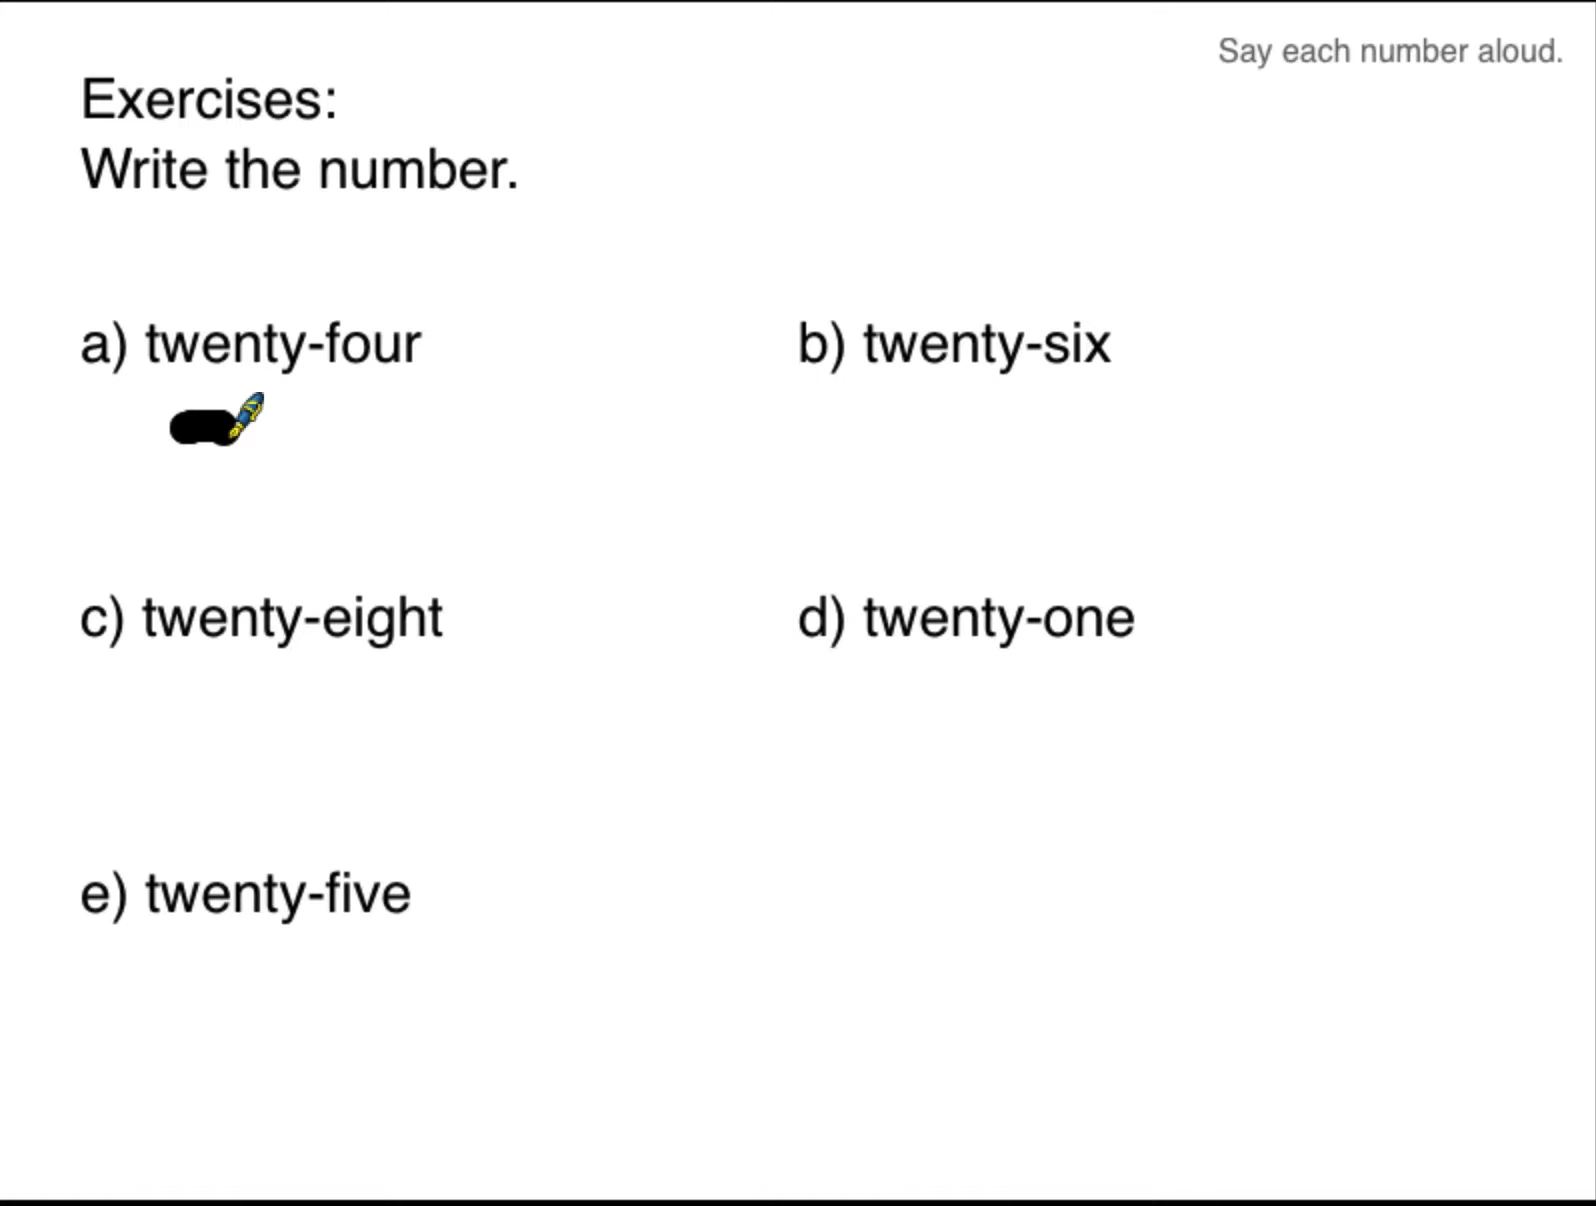 Say each number aloud.
Exercises:
Write the number.
a) twenty-four
b) twenty-six
c) twenty-eight
d) twenty-one
e) twenty-five